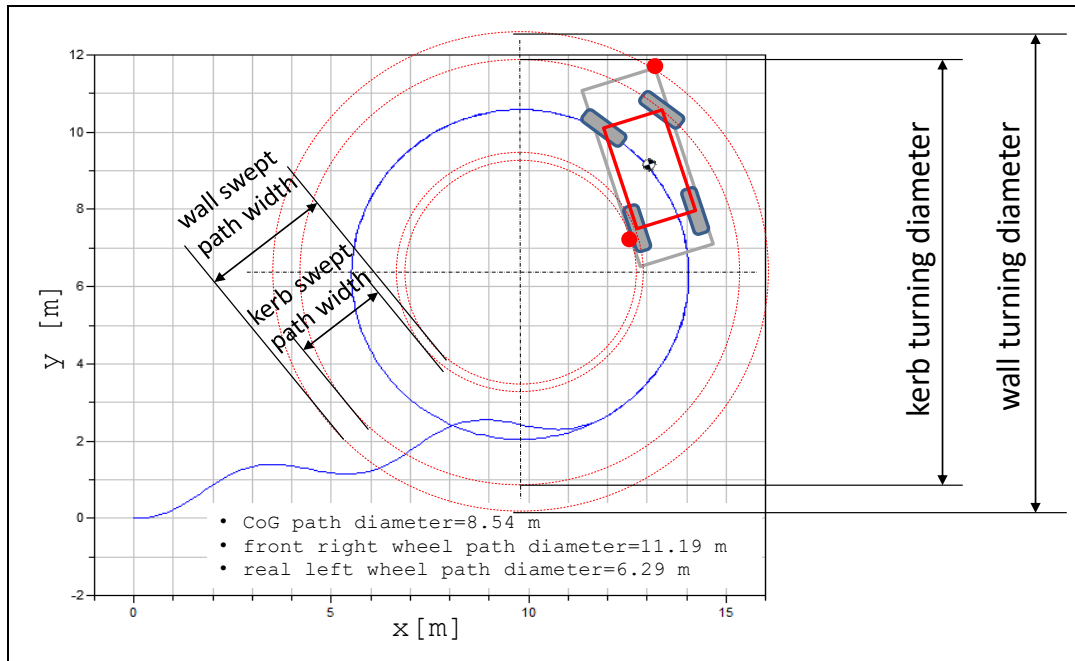 12
10
8
6
4
2
0
-2
y [m]
0
5
10
15
x [m]
wall swept
path width
kerb swept
path width
kerb turning diameter
wall turning diameter
• CoG path diameter=8.54 m
• front right wheel path diameter=11.19 m
• real left wheel path diameter=6.29 m